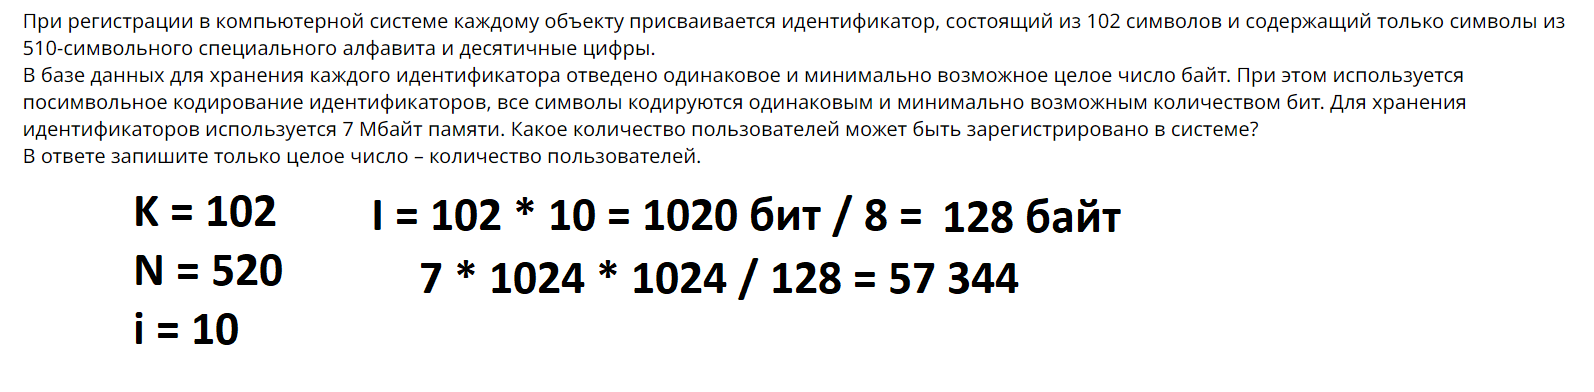 При регистрации в компьютерной системе каждому объекту присваивается идентификатор, состоящий из 102 символов и содержащий только символы из
510-символьного специального алфавита и десятичные цифры.
В базе данных для хранения каждого идентификатора отведено одинаковое и минимально возможное целое число байт. При этом используется
посимвольное кодирование идентификаторов, все символы кодируются одинаковым и минимально возможным количеством бит. Для хранения
идентификаторов используется 7 Мбайт памяти. Какое количество пользователей может быть зарегистрировано в системе?
В ответе запишите только целое число – количество пользователей.
K = 102
I = 102 * 10 = 1020 бит / 8 = 128 байт
N = 520
7 * 1024 * 1024 / 128 = 57 344
i = 10